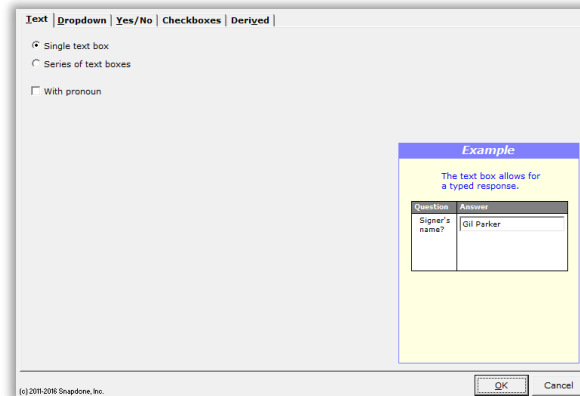 Text | Dropdown | Yes/No | Checkboxes | Derived |
Single text box
Series of text boxes
With pronoun
Example
The text box allows for
a typed response.
Question Answer
Signer's
name?
Gil Parker
(c) 2011-2016 Snapdone, Inc.
OK Cancel